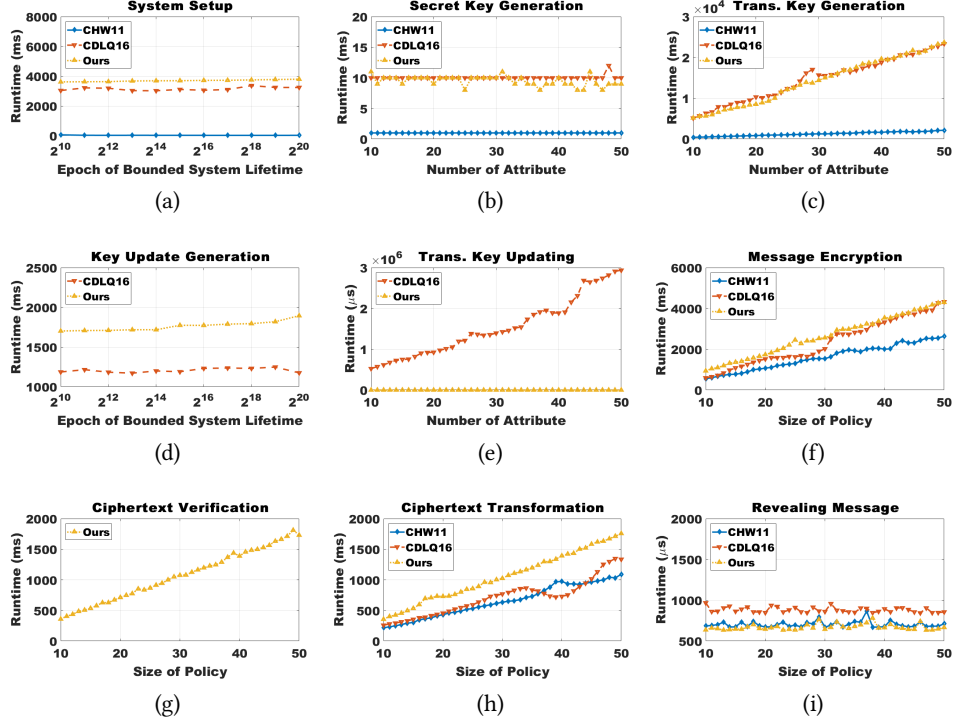 System Setup
8000
6000
4000
2000
0
Runtime (ms)
CHW11
CDLQ16
Ours
2^10 2^12 2^14 2^16 2^18 2^20
Epoch of Bounded System Lifetime
(a)
Secret Key Generation
25
20
15
10
5
0
Runtime (ms)
CHW11
CDLQ16
Ours
10 20 30 40 50
Number of Attribute
(b)
Trans. Key Generation
×10^4
3
2
1
0
Runtime (ms)
CHW11
CDLQ16
Ours
10 20 30 40 50
Number of Attribute
(c)
Key Update Generation
2500
2000
1500
1000
Runtime (ms)
CDLQ16
Ours
2^10 2^12 2^14 2^16 2^18 2^20
Epoch of Bounded System Lifetime
(d)
Trans. Key Updating
×10^6
3
2
1
0
Runtime (μs)
CDLQ16
Ours
10 20 30 40 50
Number of Attribute
(e)
Message Encryption
6000
4000
2000
0
Runtime (ms)
CHW11
CDLQ16
Ours
10 20 30 40 50
Size of Policy
(f)
Ciphertext Verification
2000
1500
1000
500
0
Runtime (ms)
Ours
10 20 30 40 50
Size of Policy
(g)
Ciphertext Transformation
2000
1500
1000
500
0
Runtime (ms)
CHW11
CDLQ16
Ours
10 20 30 40 50
Size of Policy
(h)
Revealing Message
2000
1500
1000
500
Runtime (μs)
CHW11
CDLQ16
Ours
10 20 30 40 50
Size of Policy
(i)